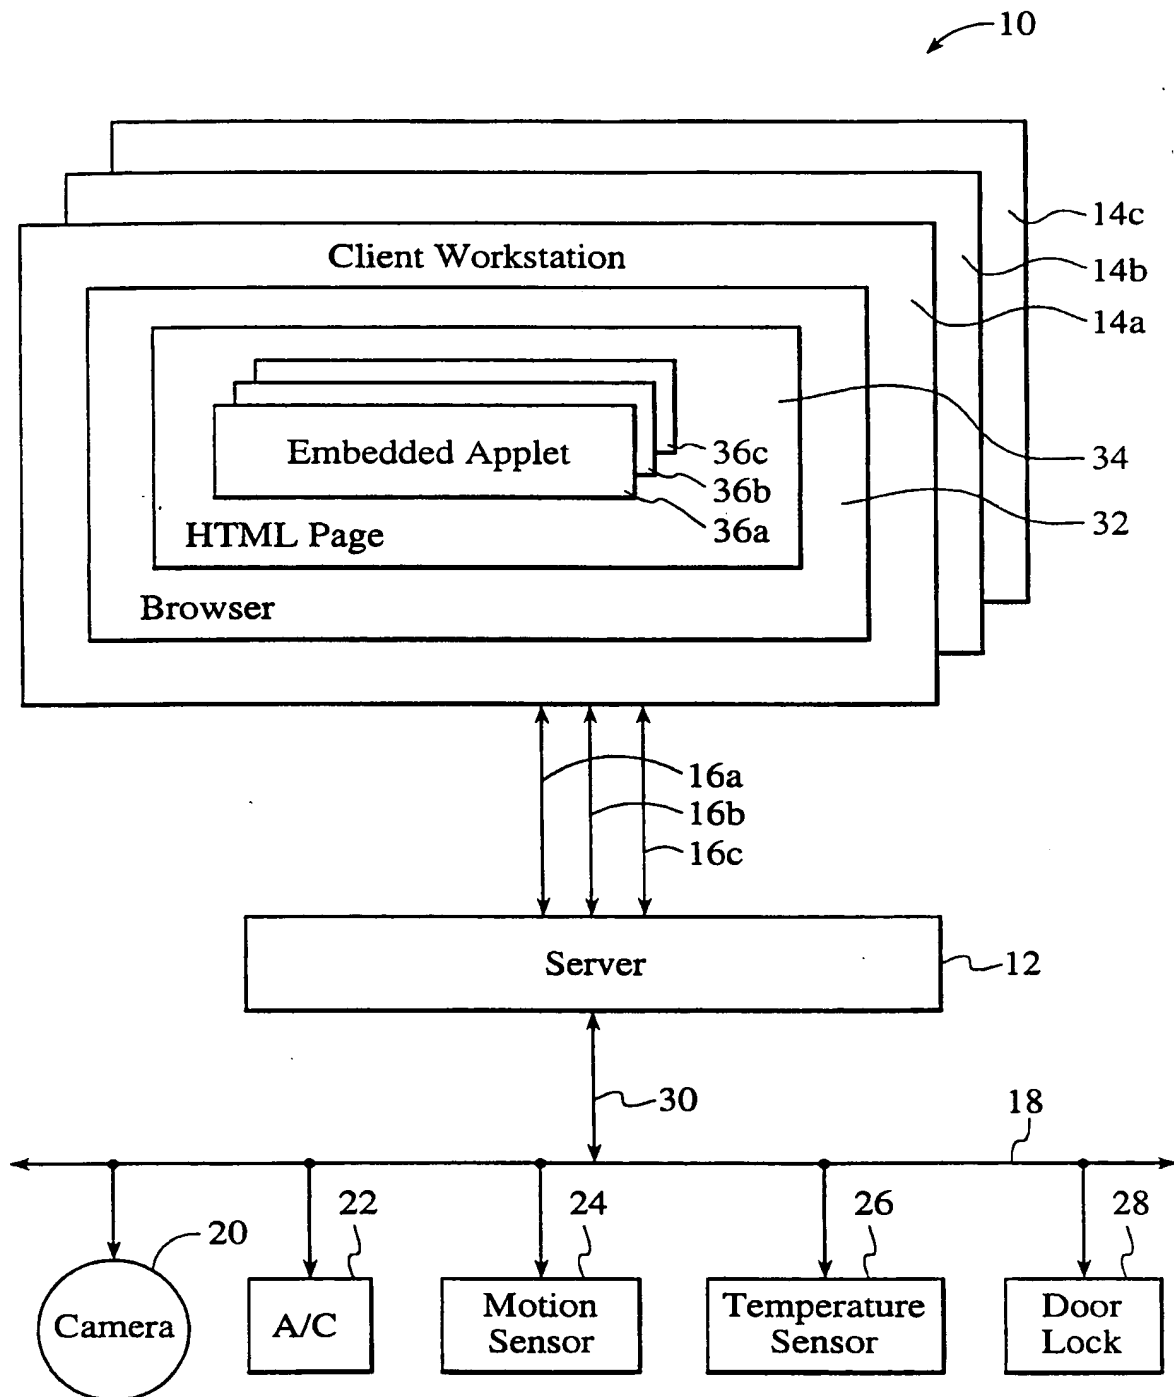 10
14c
Client Workstation
14b
14a
Embedded Applet
36c
34
36b
32
36a
HTML Page
Browser
16a
16b
16c
Server
12
30
18
20
22
24
26
28
Camera
A/C
Motion
Sensor
Temperature
Sensor
Door
Lock